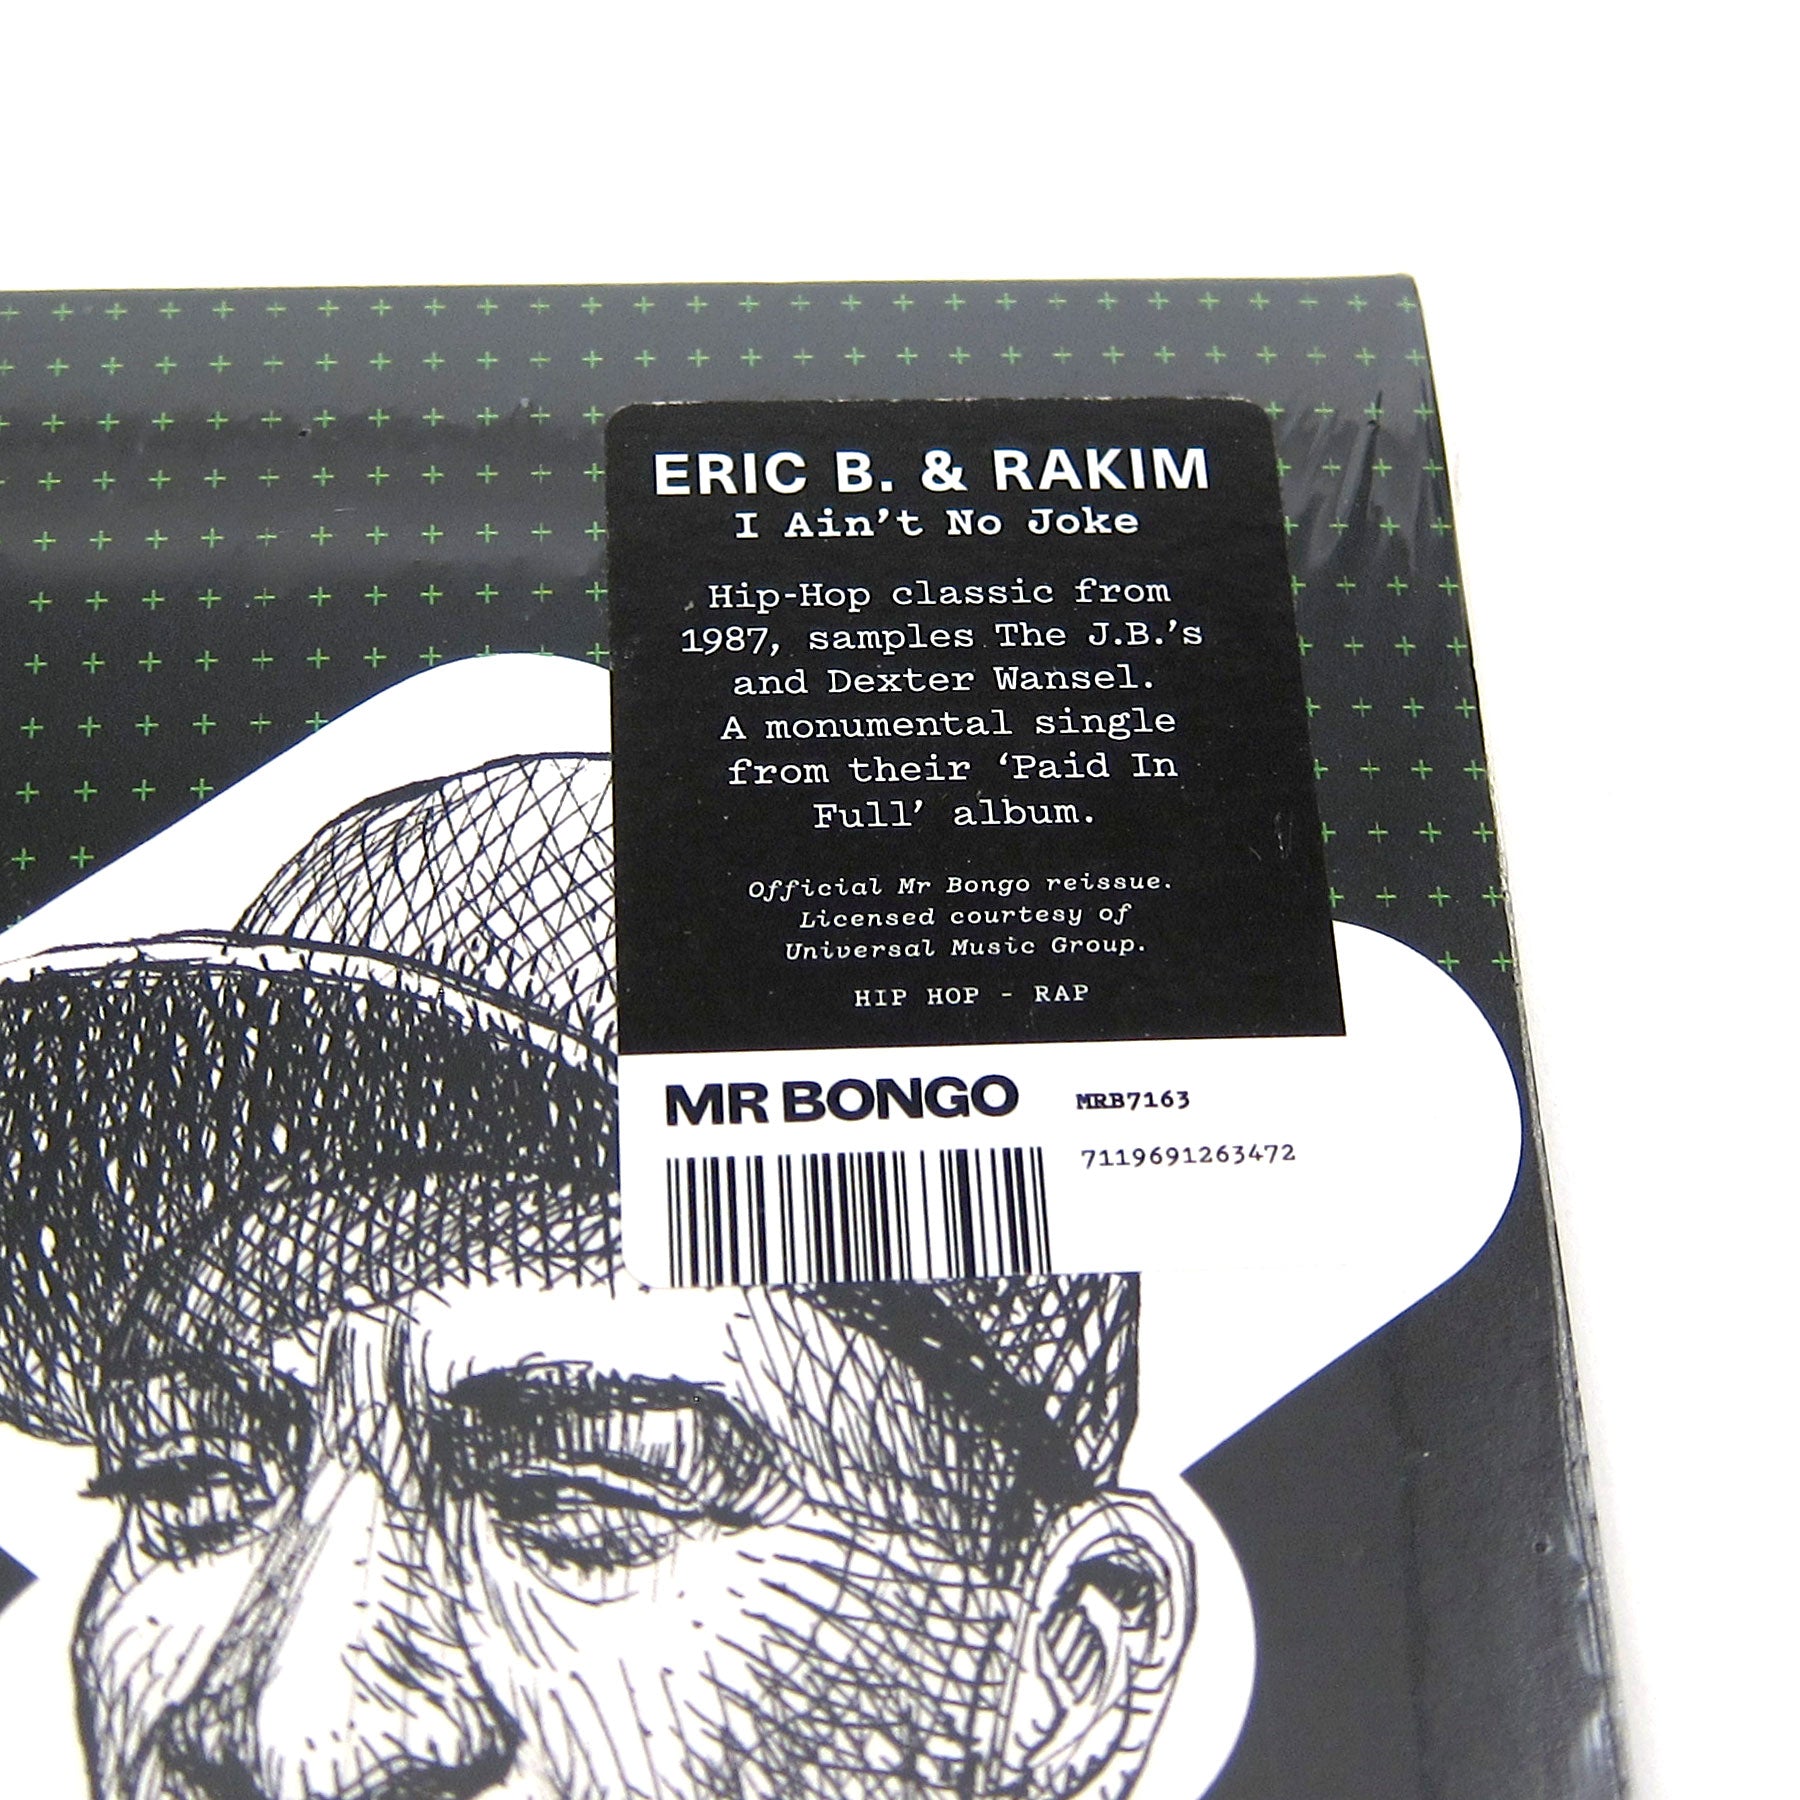 ERIC B. & RAKIM
I Ain't No Joke
Hip-Hop classic from
1987, samples The J.B.'s
and Dexter Wansel.
A monumental single
from their ‘Paid In
Full’ album.
Official Mr Bongo reissue.
Licensed courtesy of
Universal Music Group.
HIP HOP - RAP
MR BONGO
MRB7163
7119691263472